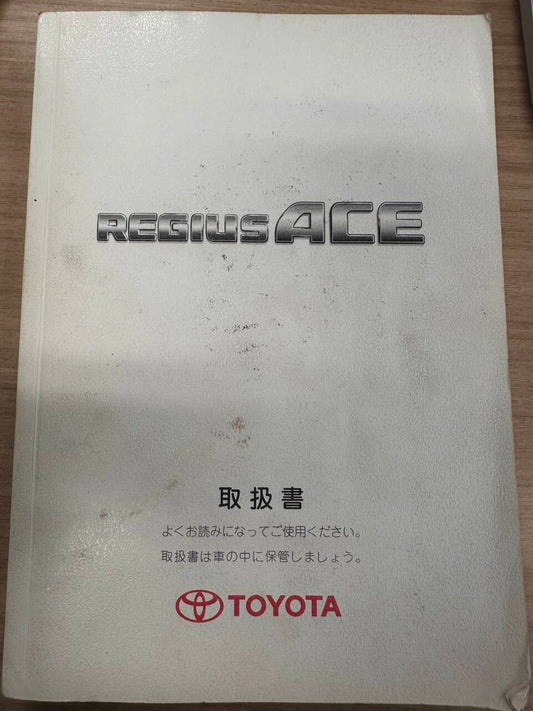 REGIUS ACE
取扱書
よくお読みになってご使用ください。
取扱書は車の中に保管しましょう。
TOYOTA